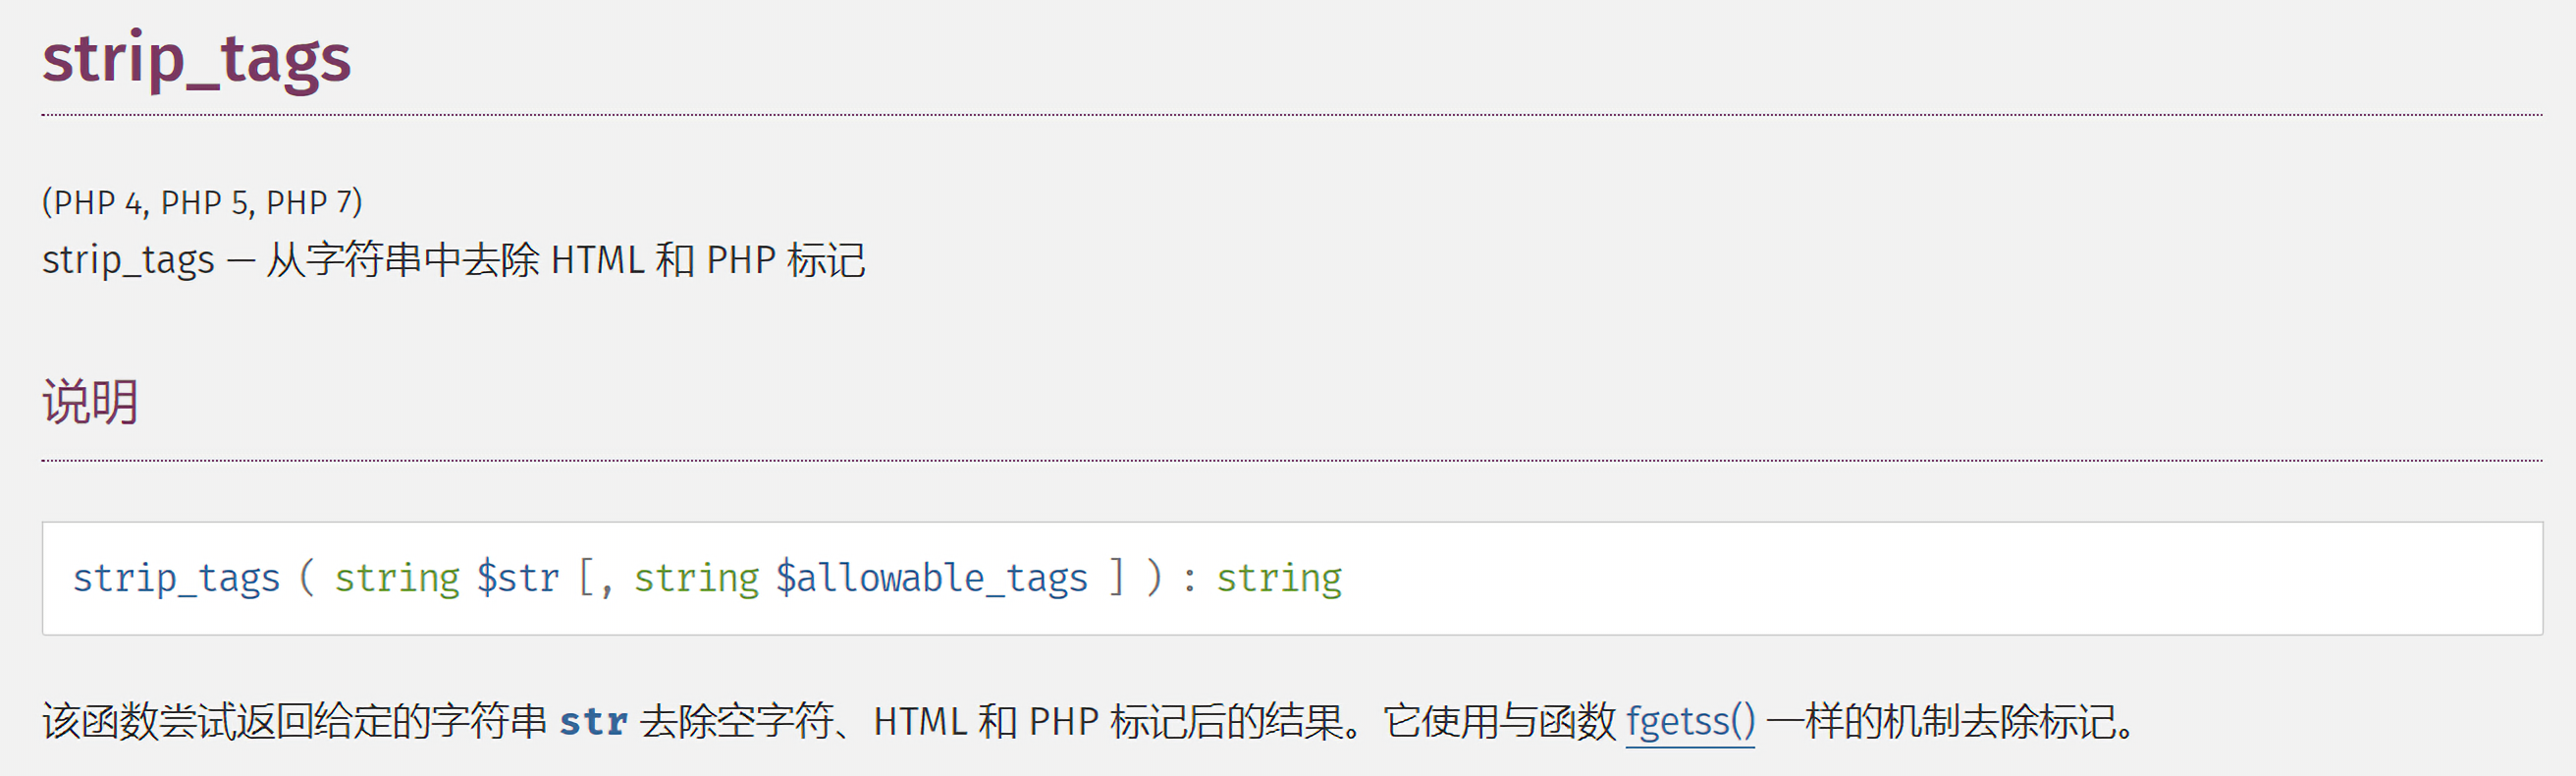 strip_tags
(PHP 4, PHP 5, PHP 7)
strip_tags — 从字符串中去除 HTML 和 PHP 标记
说明
strip_tags ( string $str [, string $allowable_tags ] ) : string
该函数尝试返回给定的字符串 str 去除空字符、HTML 和 PHP 标记后的结果。它使用与函数 fgetss() 一样的机制去除标记。